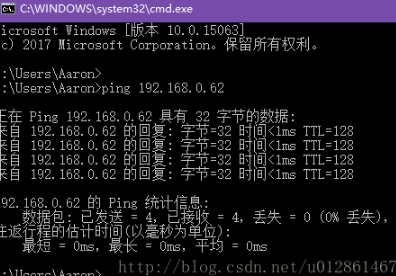 C:\WINDOWS\system32\cmd.exe
icrosoft Windows [版本 10.0.15063]
c) 2017 Microsoft Corporation。保留所有权利。
:\Users\Aaron>
:\Users\Aaron>ping 192.168.0.62
正在 Ping 192.168.0.62 具有 32 字节的数据:
来自 192.168.0.62 的回复: 字节=32 时间<1ms TTL=128
来自 192.168.0.62 的回复: 字节=32 时间<1ms TTL=128
来自 192.168.0.62 的回复: 字节=32 时间<1ms TTL=128
来自 192.168.0.62 的回复: 字节=32 时间<1ms TTL=128
92.168.0.62 的 Ping 统计信息:
数据包: 已发送 = 4, 已接收 = 4, 丢失 = 0 (0% 丢失),
往返行程的估计时间(以毫秒为单位):
最短 = 0ms, 最长 = 0ms, 平均 = 0ms
http://blog.csdn.net/u012861467
:\Users\Aaron>